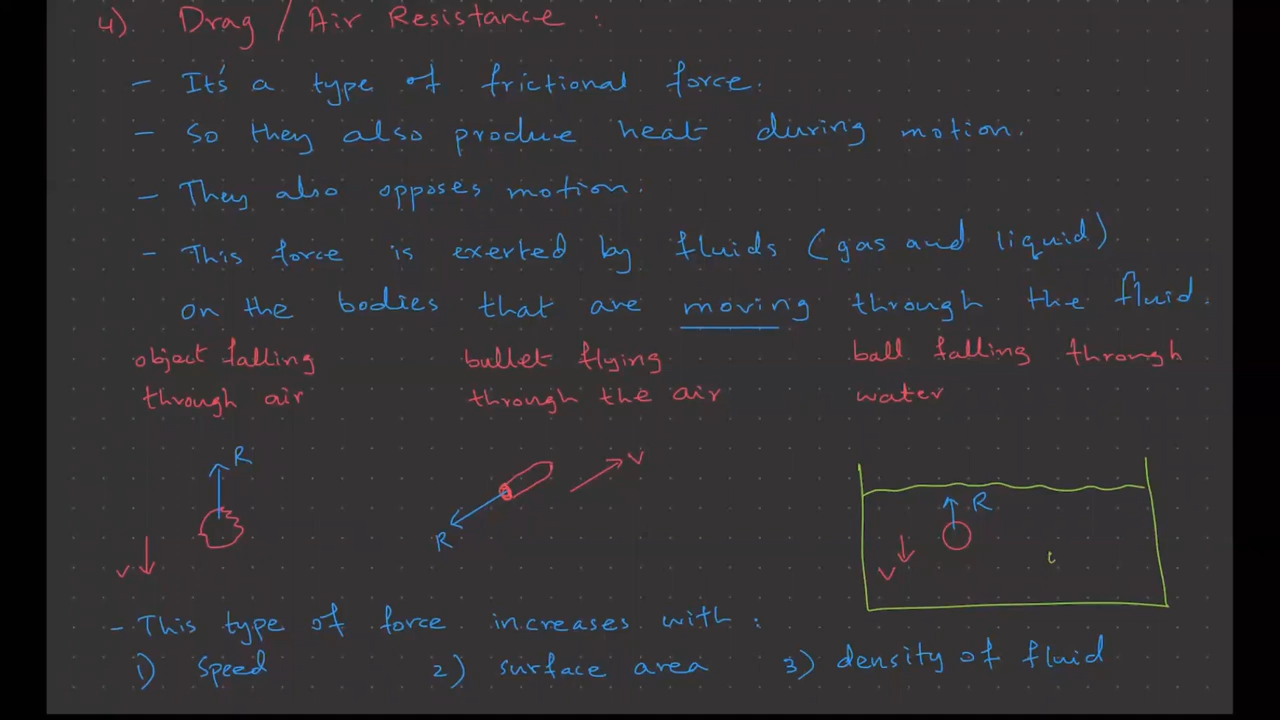 4) Drag / Air Resistance :
- It's a type of frictional force.
- So they also produce heat during motion.
- They also opposes motion.
- This force is exerted by fluids (gas and liquid)
on the bodies that are moving through the fluid.
object falling through air
bullet flying through the air
ball falling through water
R
V
V
R
R
V
- This type of force increases with :
1) Speed 2) surface area 3) density of fluid